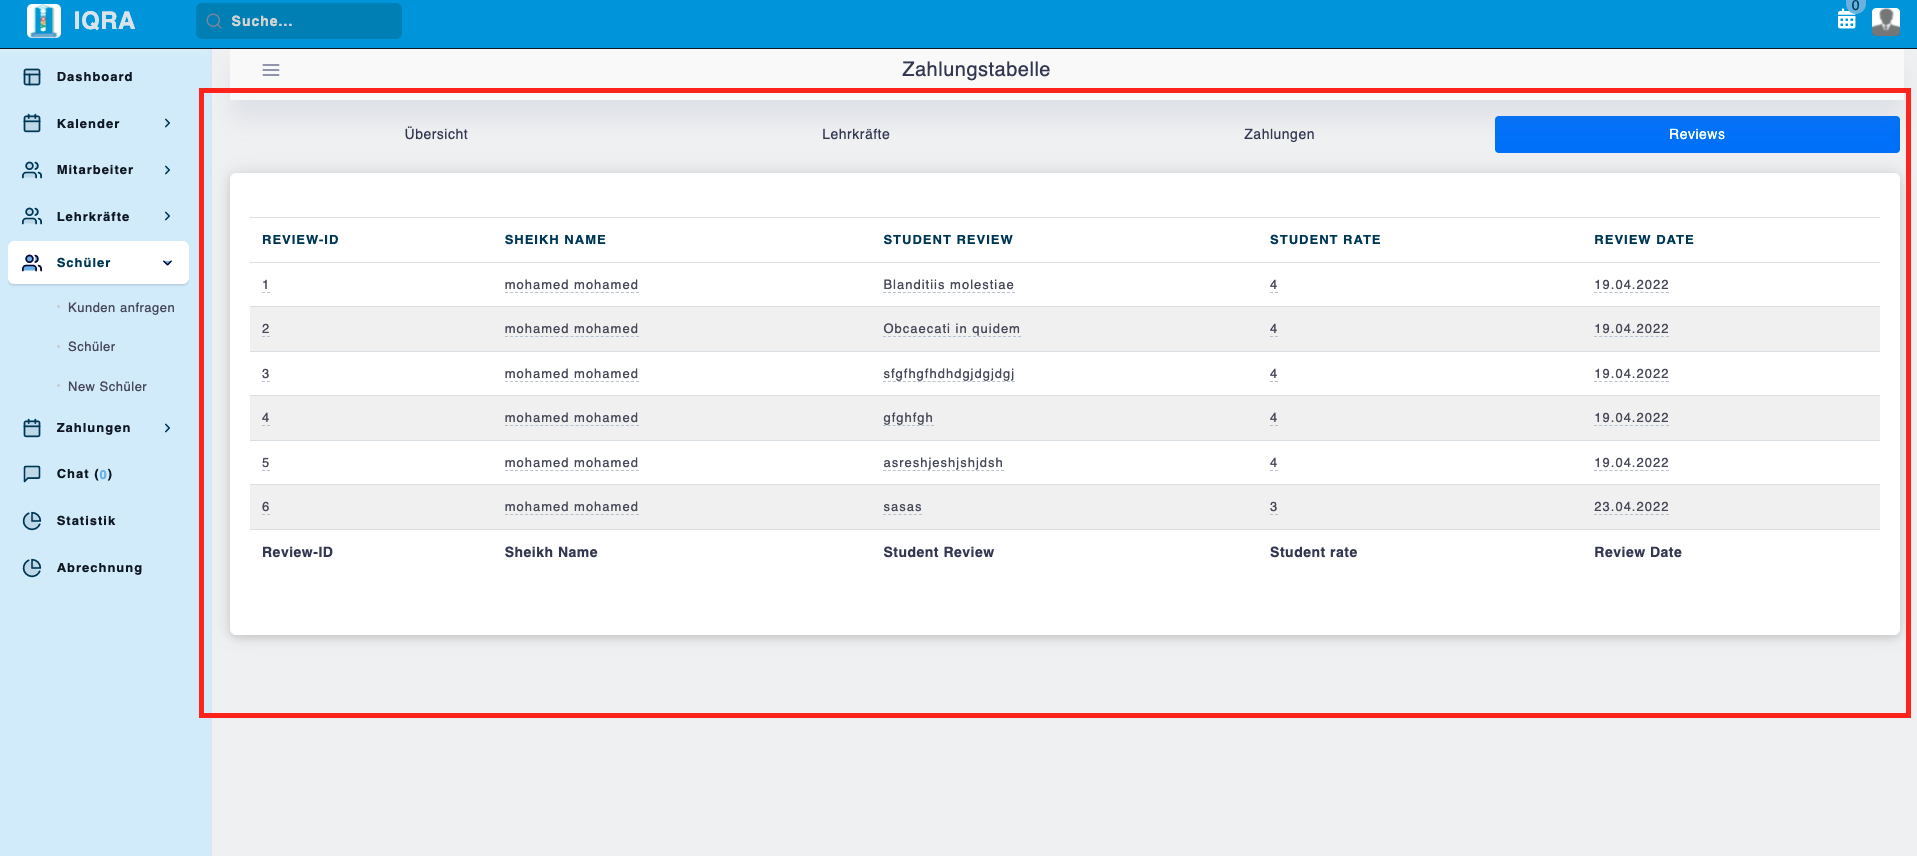 IQRA
Suche...
0
Dashboard
Kalender
Mitarbeiter
Lehrkräfte
Schüler
Kunden anfragen
Schüler
New Schüler
Zahlungen
Chat (0)
Statistik
Abrechnung
Zahlungstabelle
Übersicht Lehrkräfte Zahlungen Reviews
REVIEW-ID SHEIKH NAME STUDENT REVIEW STUDENT RATE REVIEW DATE
1 mohamed mohamed Blanditiis molestiae 4 19.04.2022
2 mohamed mohamed Obcaecati in quidem 4 19.04.2022
3 mohamed mohamed sfgfhgfhdhdgjdgjdgj 4 19.04.2022
4 mohamed mohamed gfghfgh 4 19.04.2022
5 mohamed mohamed asreshjeshjshjdsh 4 19.04.2022
6 mohamed mohamed sasas 3 23.04.2022
Review-ID Sheikh Name Student Review Student rate Review Date